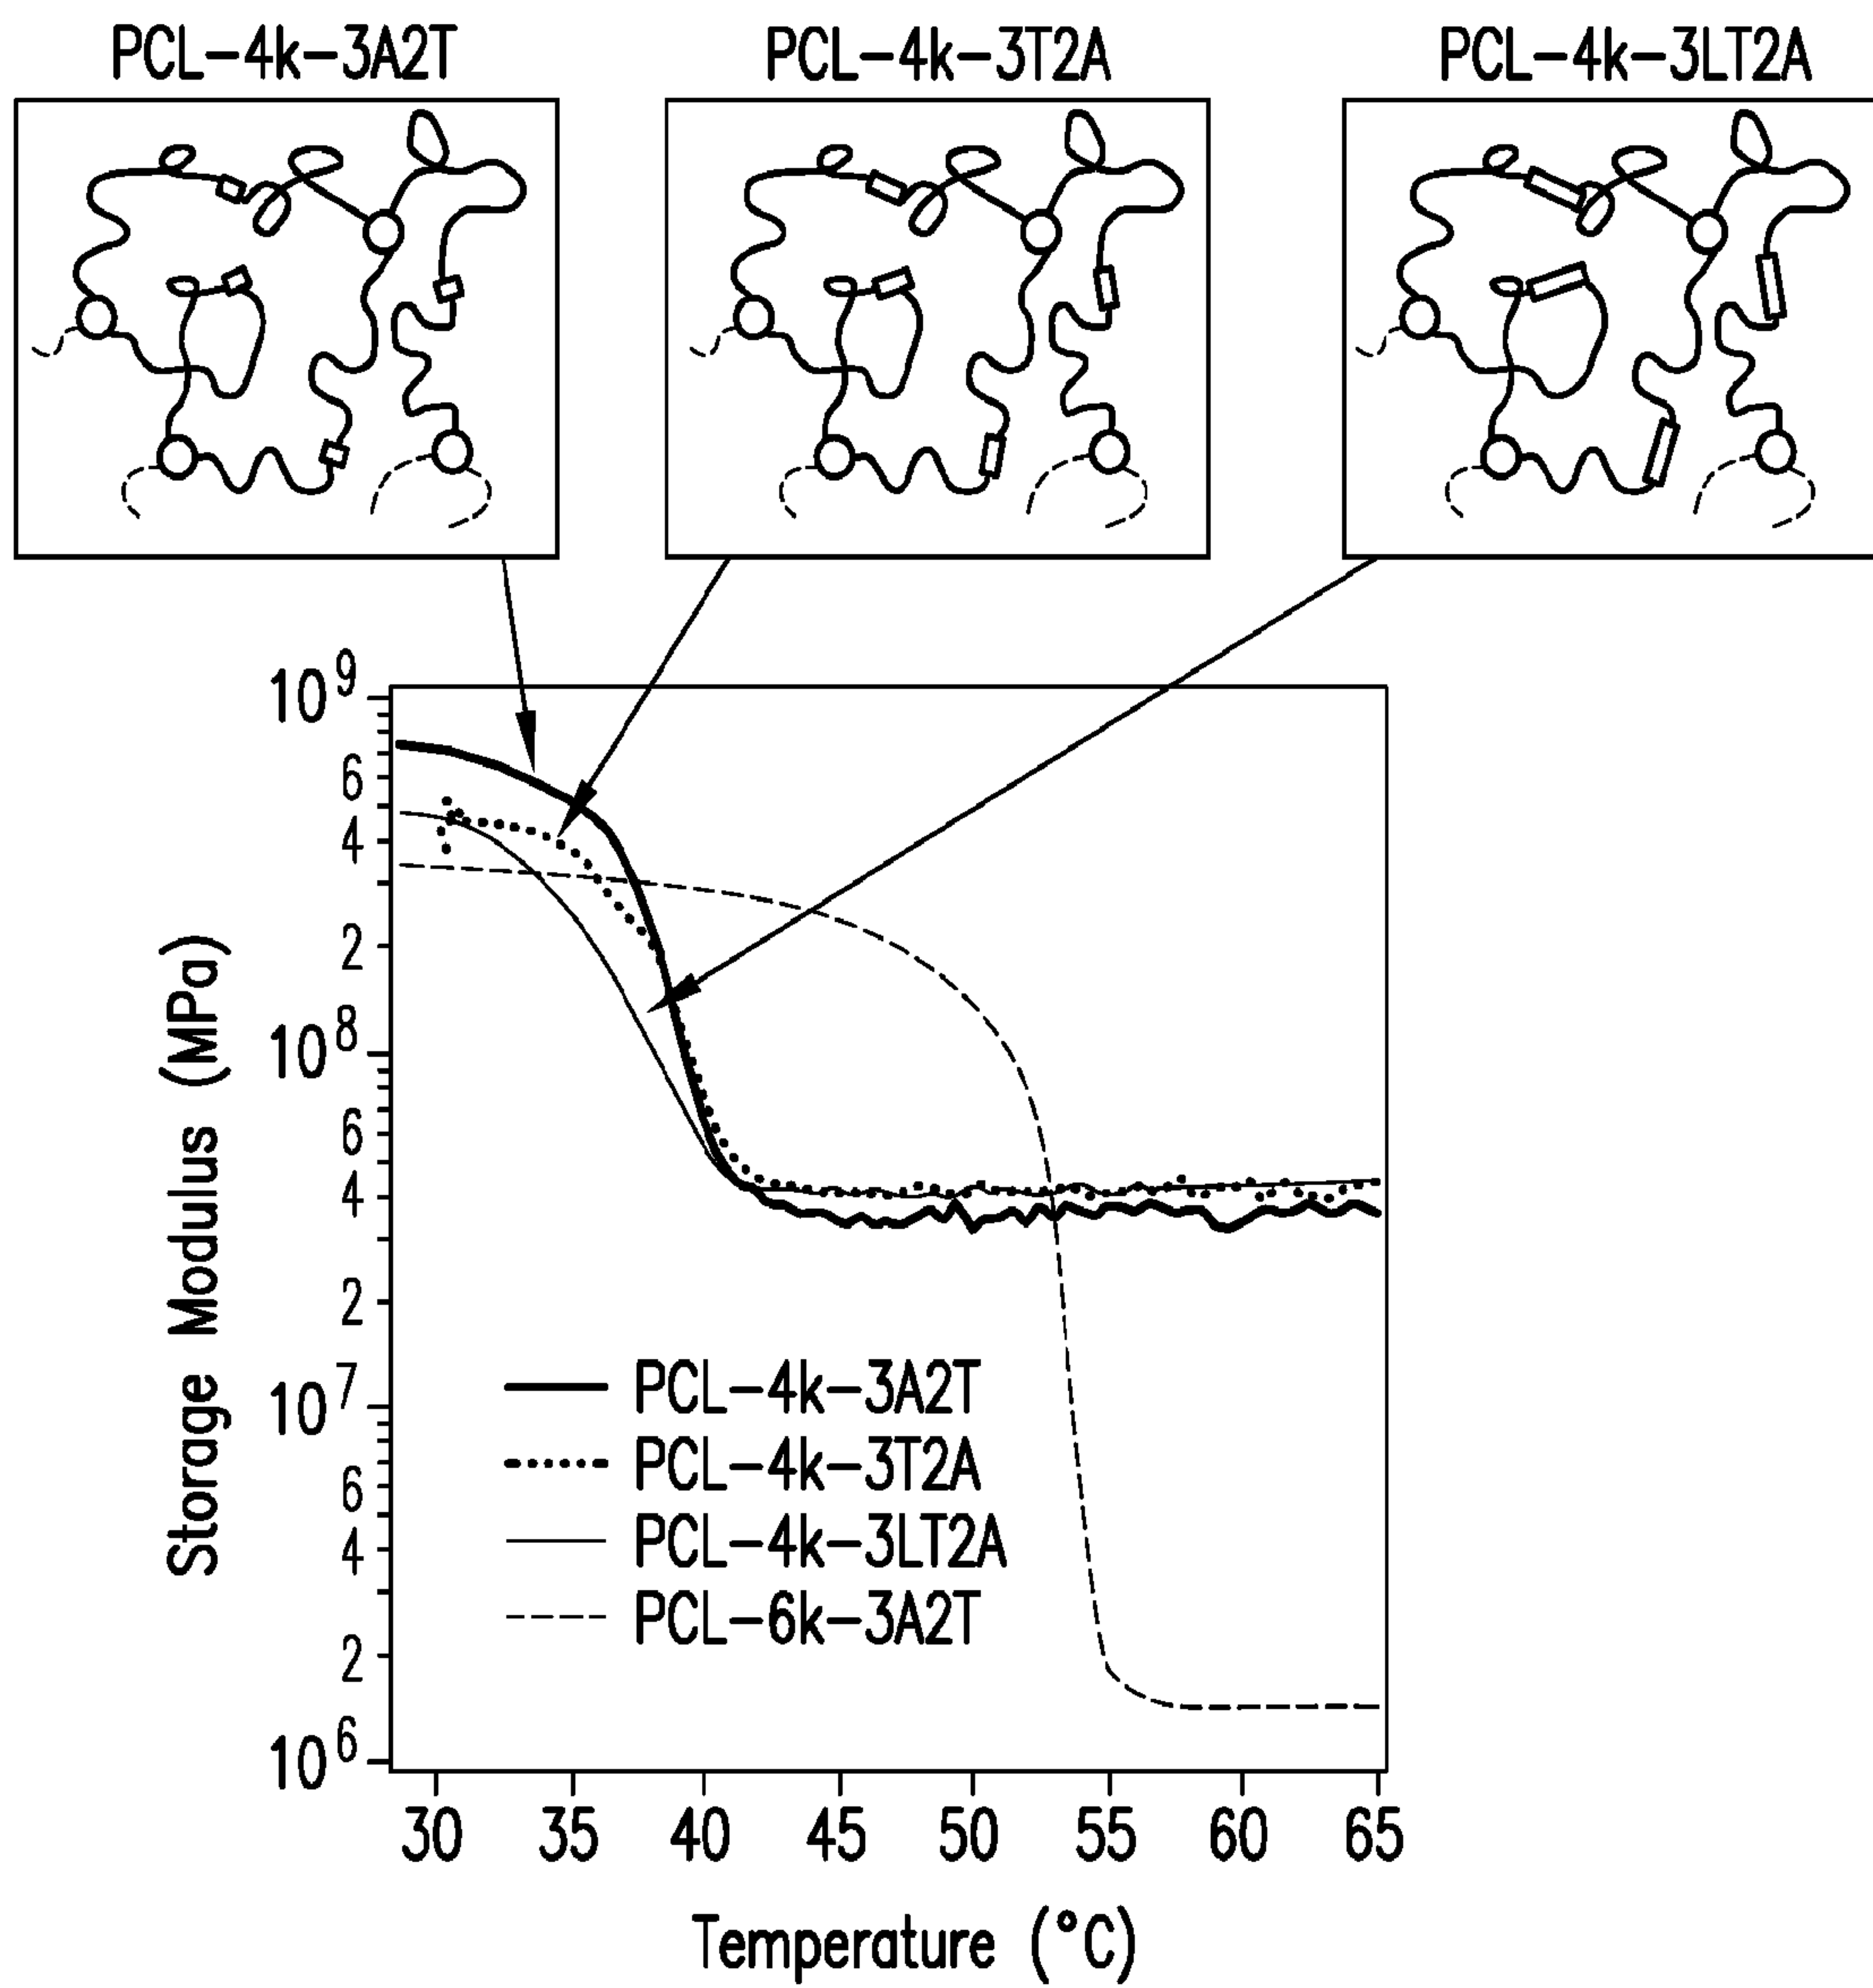 PCL-4k-3A2T
PCL-4k-3T2A
PCL-4k-3LT2A
10^9
6
4
2
10^8
6
4
2
10^7
6
4
2
10^6
Storage Modulus (MPa)
PCL-4k-3A2T
PCL-4k-3T2A
PCL-4k-3LT2A
PCL-6k-3A2T
30 35 40 45 50 55 60 65
Temperature (°C)